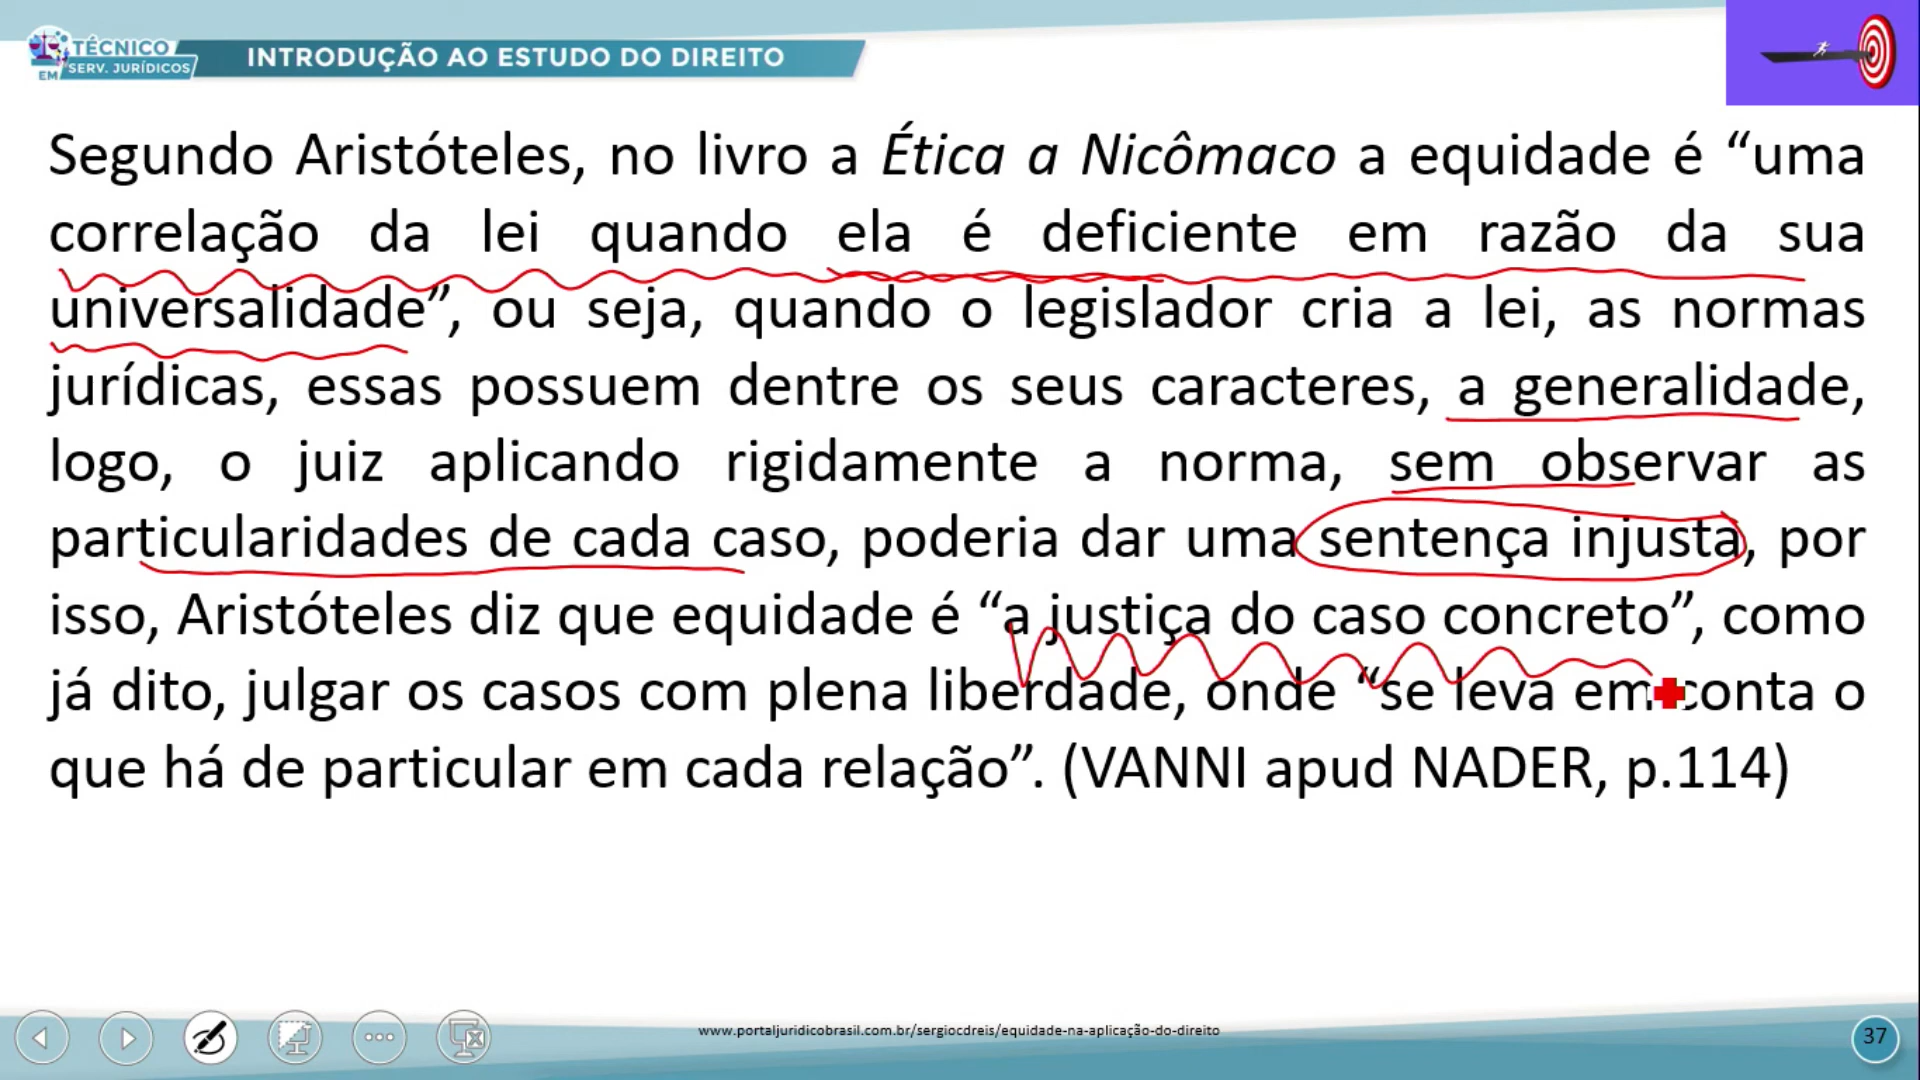 TÉCNICO
EM SERV. JURÍDICOS
INTRODUÇÃO AO ESTUDO DO DIREITO
Segundo Aristóteles, no livro a Ética a Nicômaco a equidade é “uma
correlação da lei quando ela é deficiente em razão da sua
universalidade”, ou seja, quando o legislador cria a lei, as normas
jurídicas, essas possuem dentre os seus caracteres, a generalidade,
logo, o juiz aplicando rigidamente a norma, sem observar as
particularidades de cada caso, poderia dar uma sentença injusta, por
isso, Aristóteles diz que equidade é “a justiça do caso concreto”, como
já dito, julgar os casos com plena liberdade, onde “se leva em conta o
que há de particular em cada relação”. (VANNI apud NADER, p.114)
www.portaljuridicobrasil.com.br/sergiocdreis/equidade-na-aplicação-do-direito
37